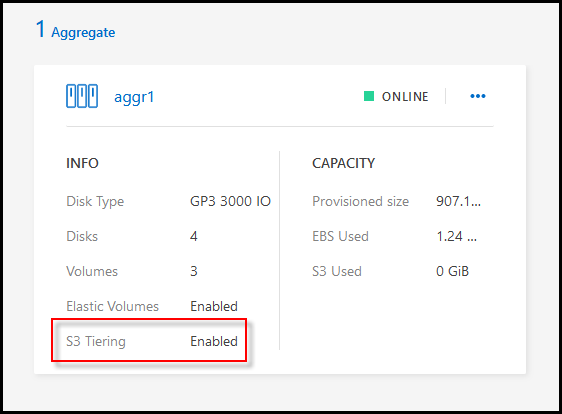 1 Aggregate
aggr1
ONLINE
INFO
Disk Type GP3 3000 IO
Disks 4
Volumes 3
Elastic Volumes Enabled
S3 Tiering Enabled
CAPACITY
Provisioned size 907.1...
EBS Used 1.24 ...
S3 Used 0 GiB